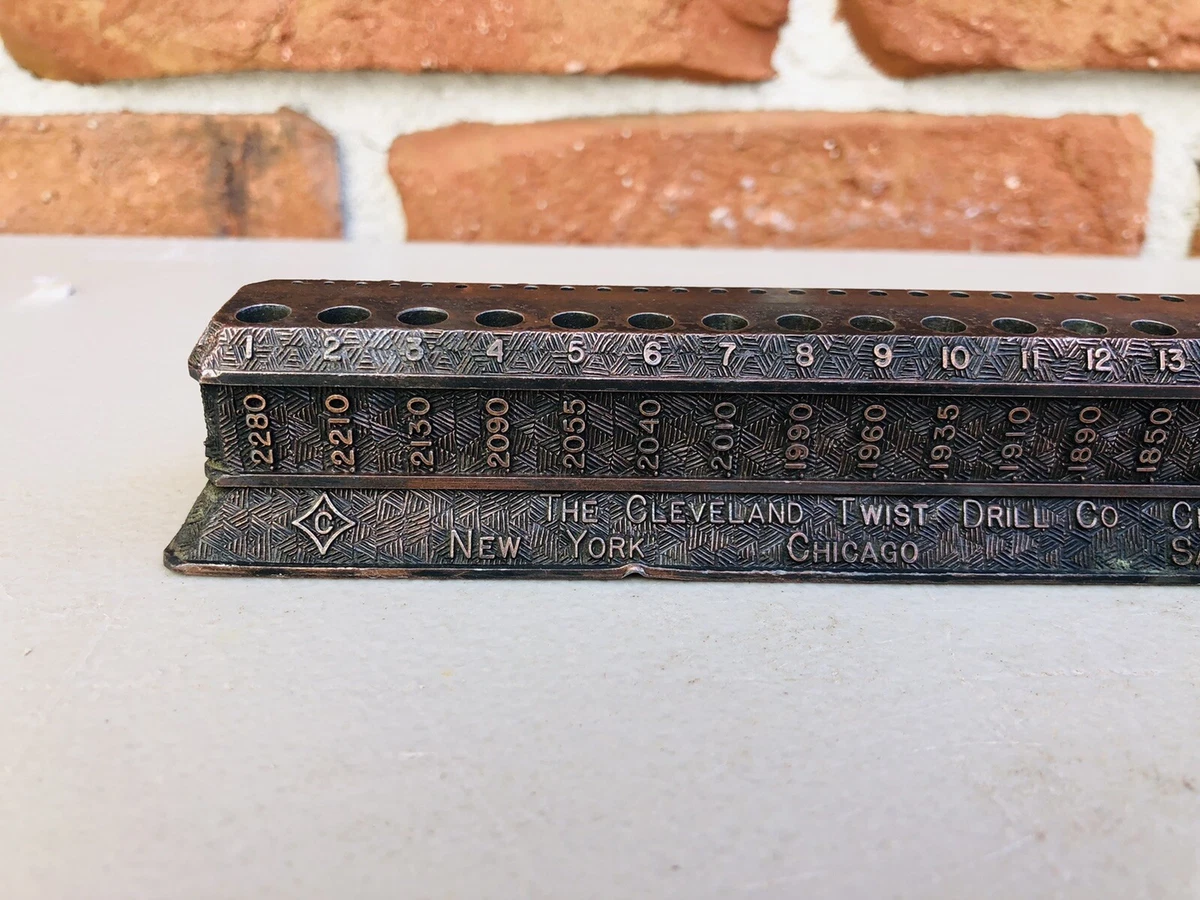 1 2 3 4 5 6 7 8 9 10 11 12 13
2280 2210 2130 2090 2055 2040 2010 1990 1960 1935 1910 1890 1850
C THE CLEVELAND TWIST DRILL CO
NEW YORK CHICAGO